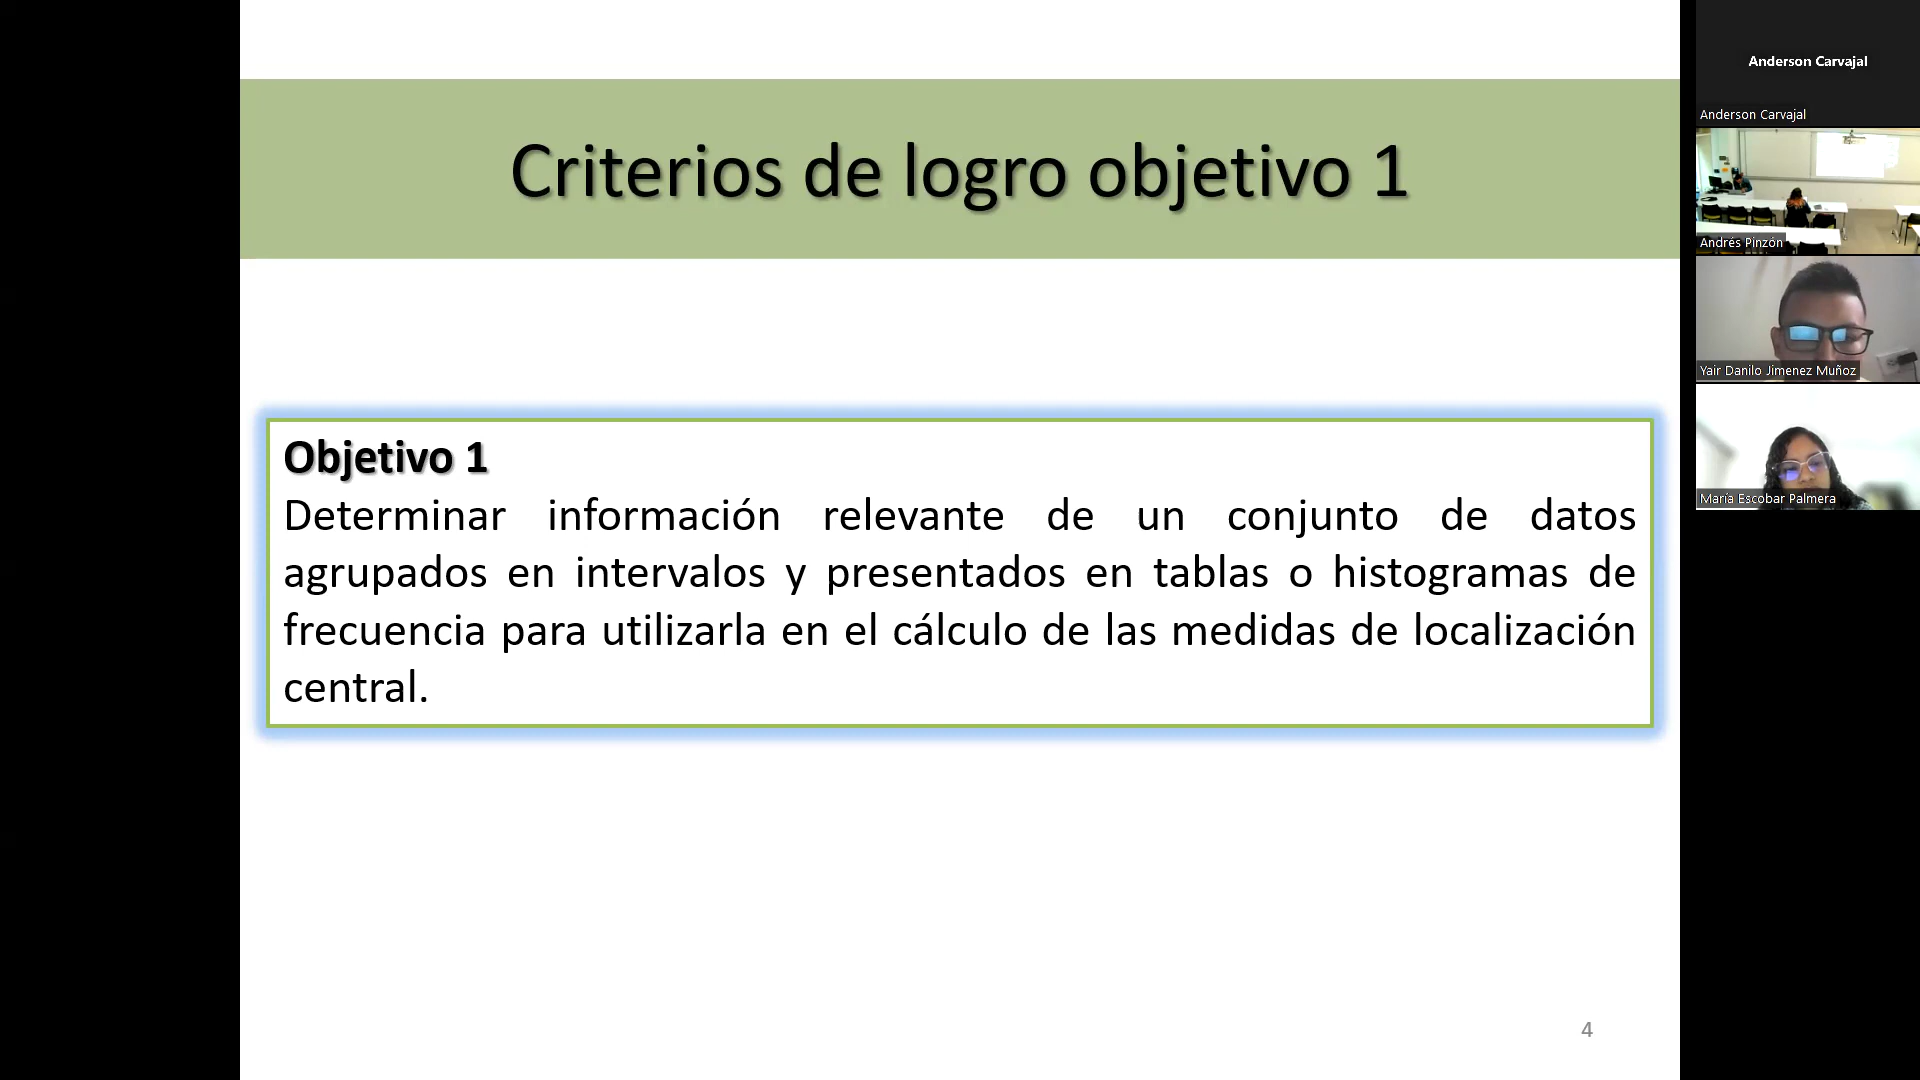 Criterios de logro objetivo 1
Objetivo 1
Determinar información relevante de un conjunto de datos
agrupados en intervalos y presentados en tablas o histogramas de
frecuencia para utilizarla en el cálculo de las medidas de localización
central.
4
Anderson Carvajal
Anderson Carvajal
Andrés Pinzón
Yair Danilo Jimenez Muñoz
María Escobar Palmera